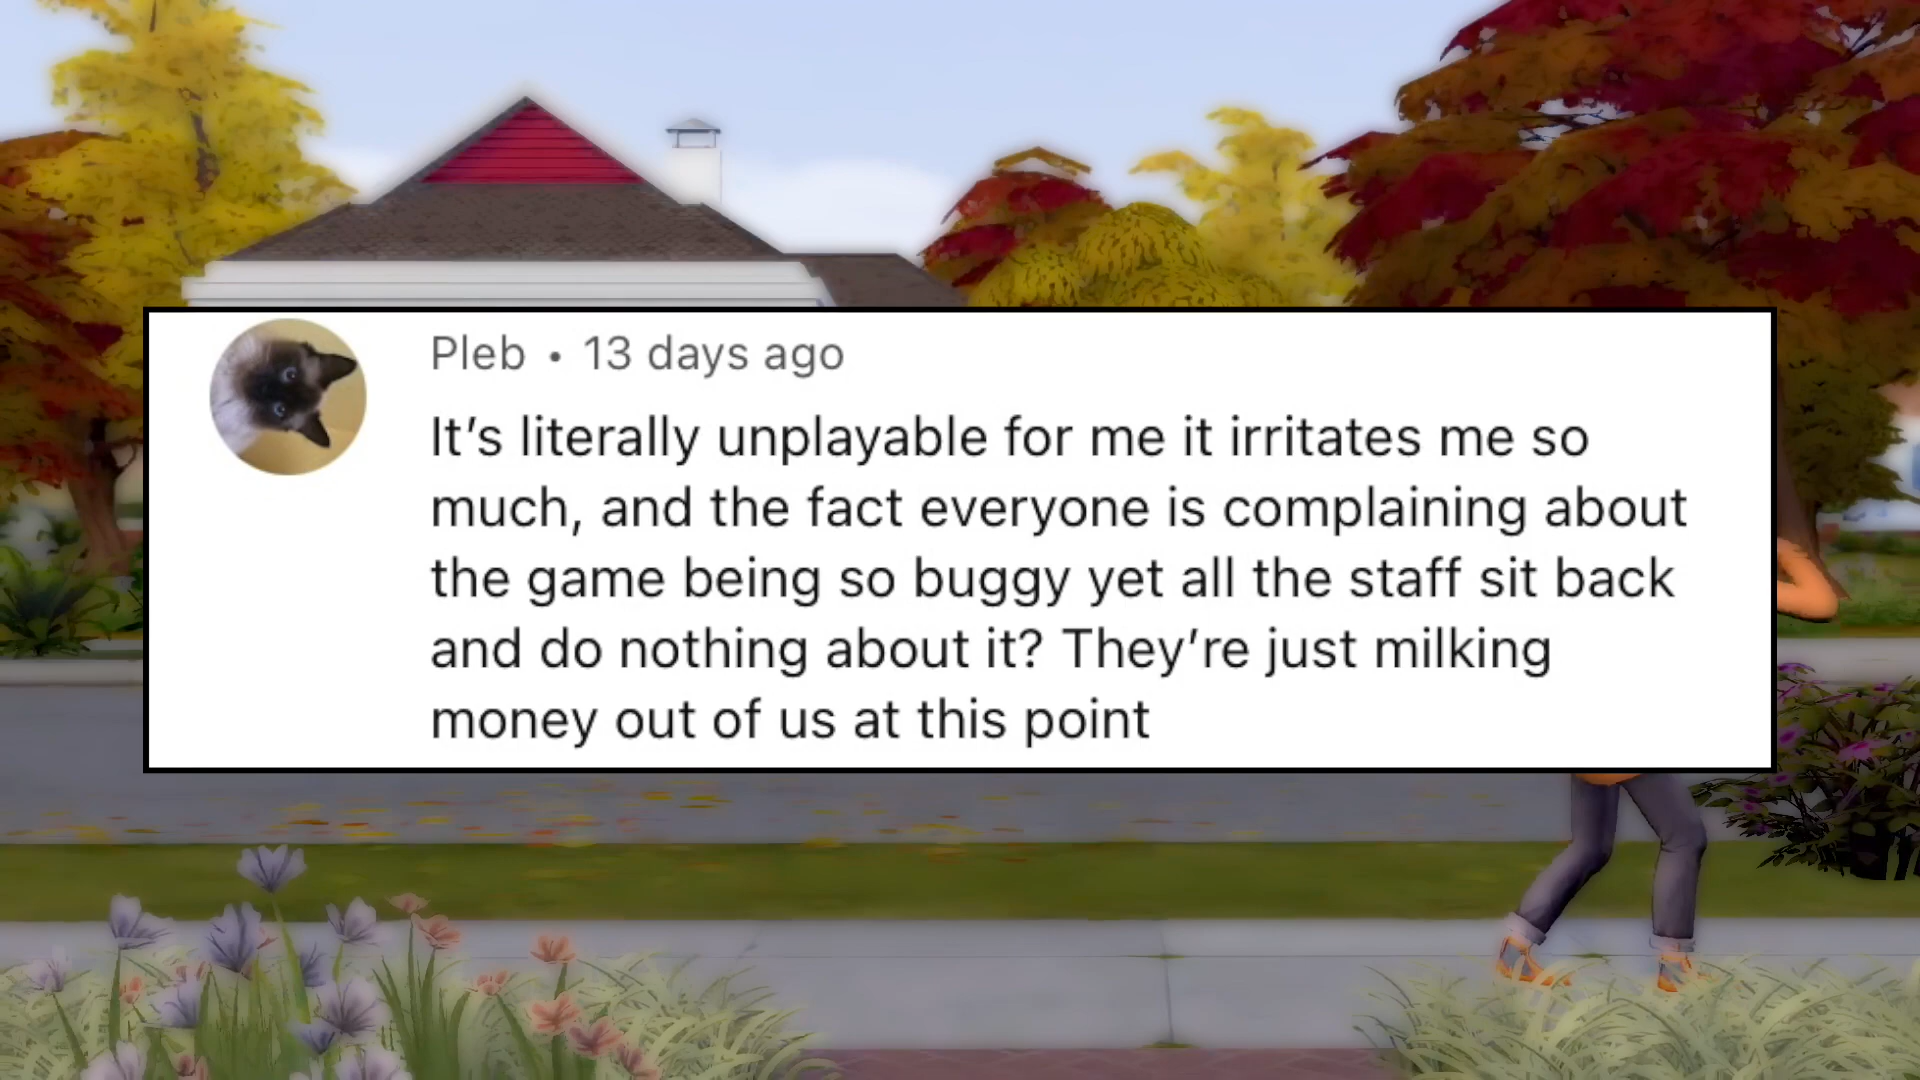 Pleb • 13 days ago
It’s literally unplayable for me it irritates me so
much, and the fact everyone is complaining about
the game being so buggy yet all the staff sit back
and do nothing about it? They’re just milking
money out of us at this point